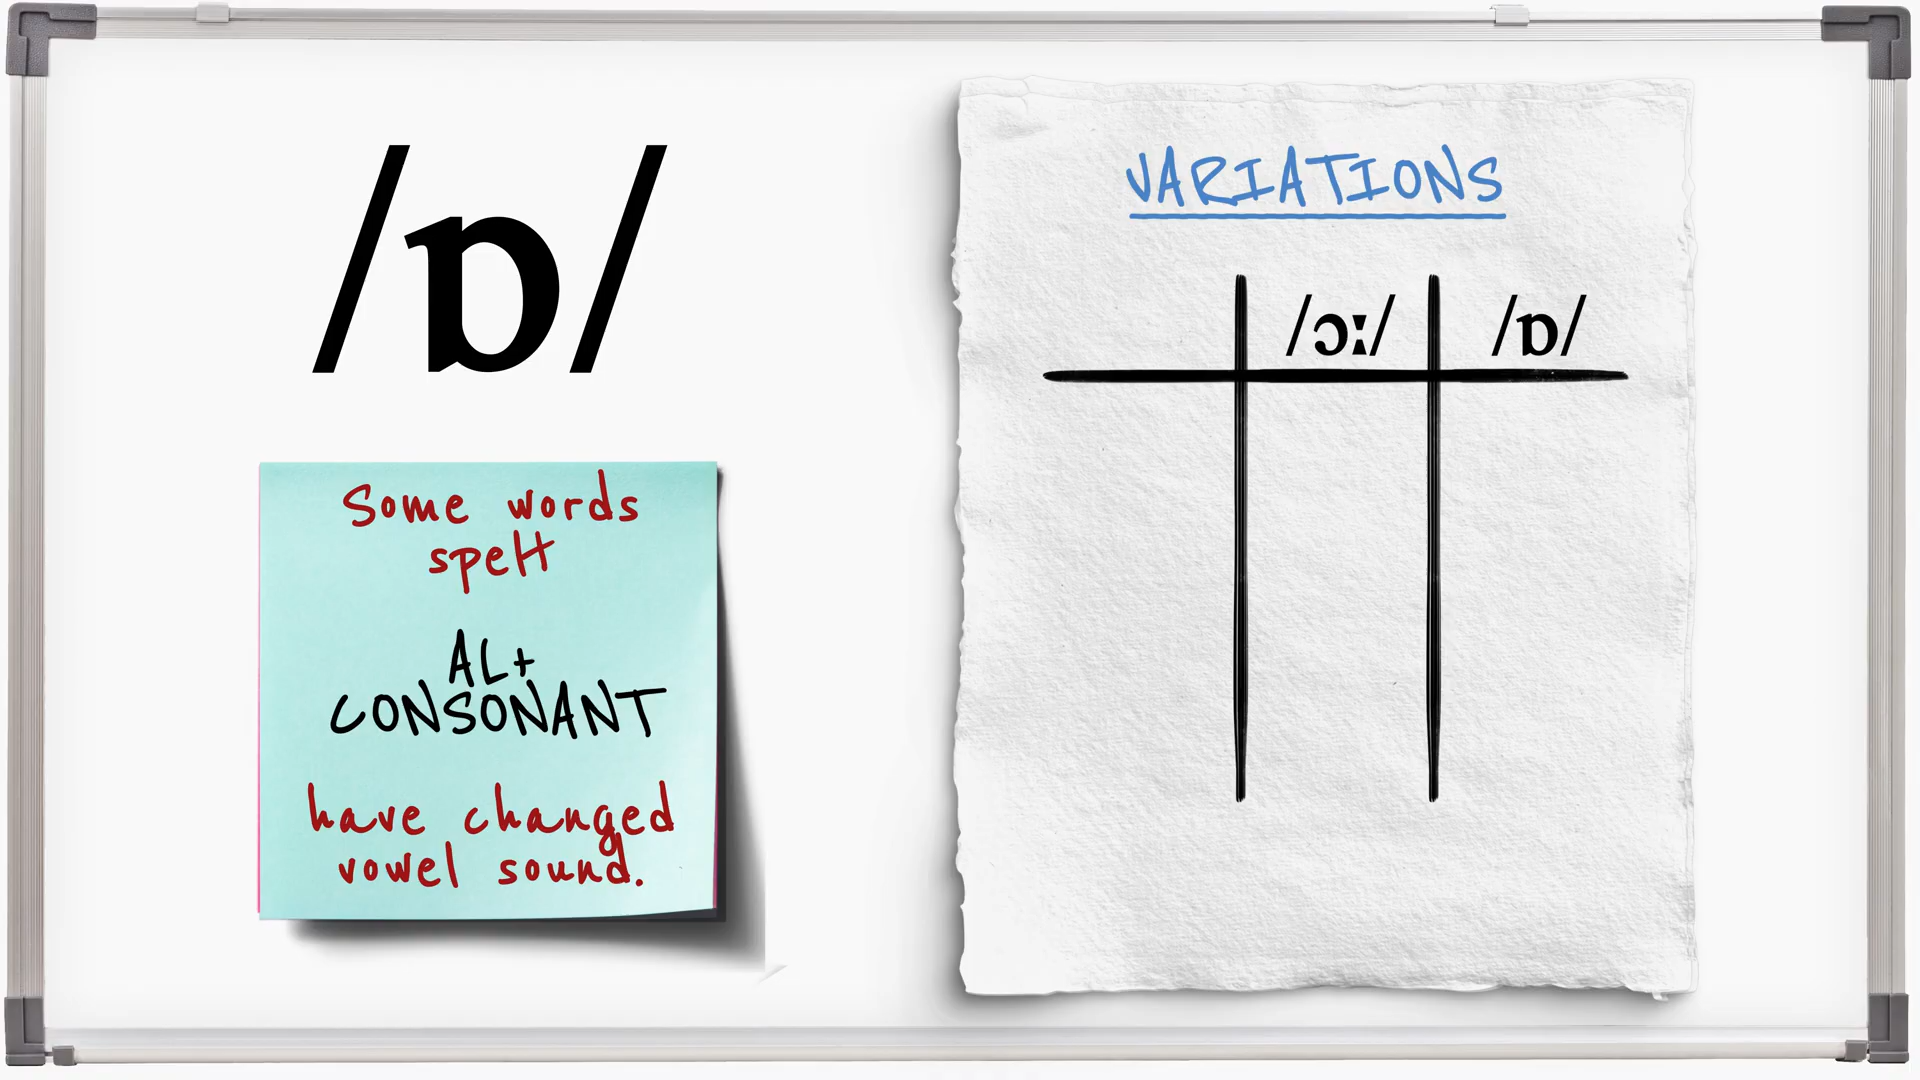 /ɒ/
Some words
spelt
AL+
CONSONANT
have changed
vowel sound.
VARIATIONS
/ɔː/ /ɒ/